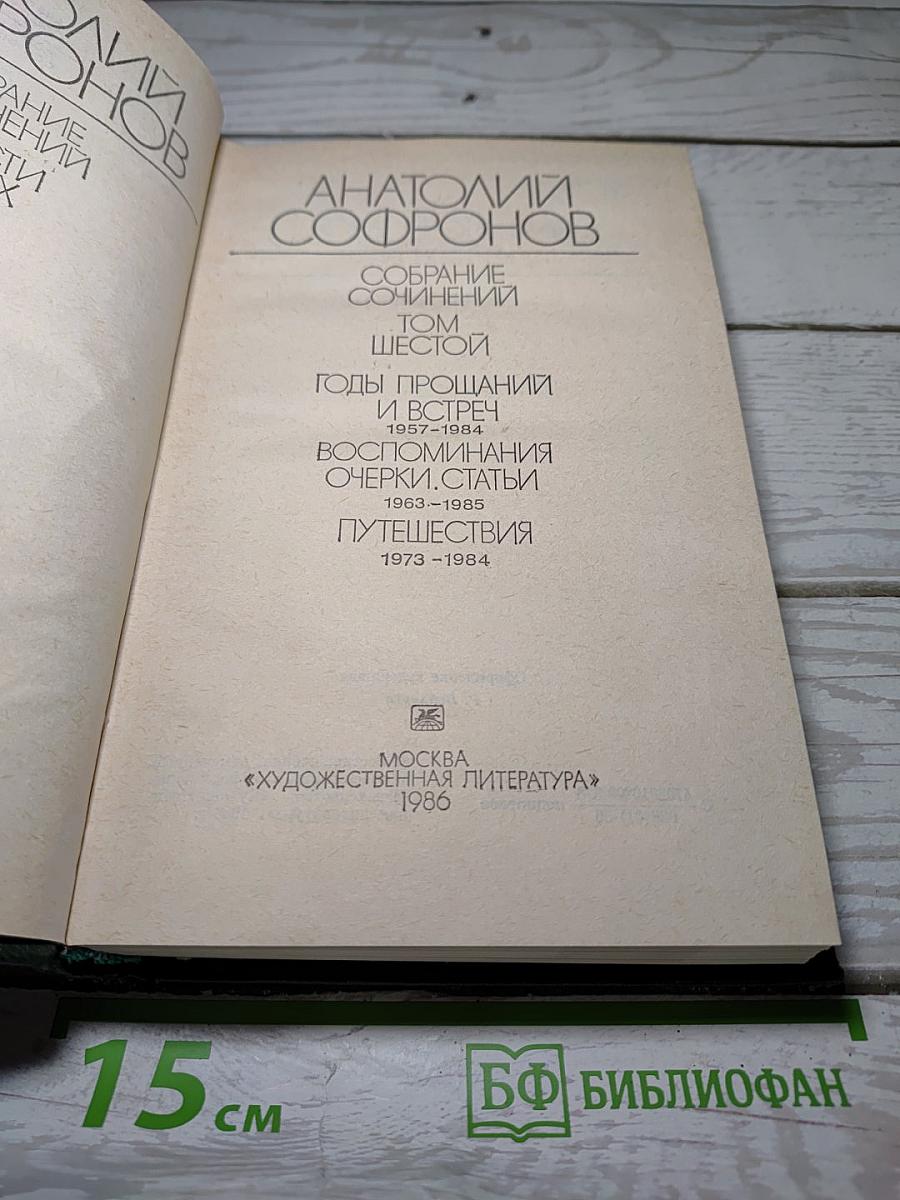 АНАТОЛИЙ
СОФРОНОВ
СОБРАНИЕ
СОЧИНЕНИЙ
ТОМ
ШЕСТОЙ
ГОДЫ ПРОЩАНИЙ
И ВСТРЕЧ
1957–1984
ВОСПОМИНАНИЯ
ОЧЕРКИ. СТАТЬИ
1963–1985
ПУТЕШЕСТВИЯ
1973–1984
МОСКВА
«ХУДОЖЕСТВЕННАЯ ЛИТЕРАТУРА»
1986
15 см
БФ БИБЛИОФАН